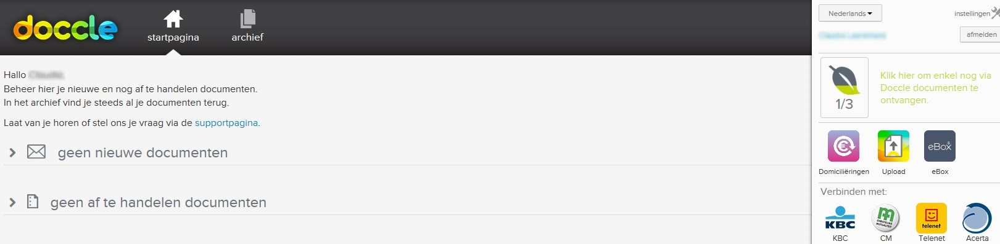 doccle
startpagina
archief
Hallo
Beheer hier je nieuwe en nog af te handelen documenten.
In het archief vind je steeds al je documenten terug.
Laat van je horen of stel ons je vraag via de supportpagina.
geen nieuwe documenten
geen af te handelen documenten
Nederlands
instellingen
afmelden
1/3
Klik hier om enkel nog via
Doccle documenten te
ontvangen.
eBox
Domiciliëringen
Upload
eBox
Verbinden met:
KBC
CHRISTELIJKE
MUTUALITEIT
telenet
KBC
CM
Telenet
Acerta